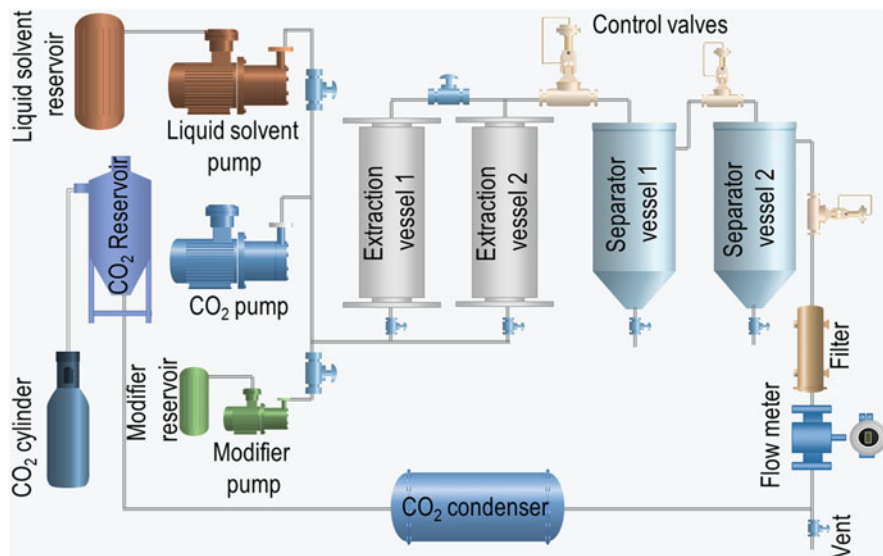 Liquid solvent
reservoir
Liquid solvent
pump
Control valves
CO₂ Reservoir
CO₂ pump
Extraction
vessel 1
Extraction
vessel 2
Separator
vessel 1
Separator
vessel 2
CO₂ cylinder
Modifier
reservoir
Modifier
pump
Filter
Flow meter
CO₂ condenser
Vent